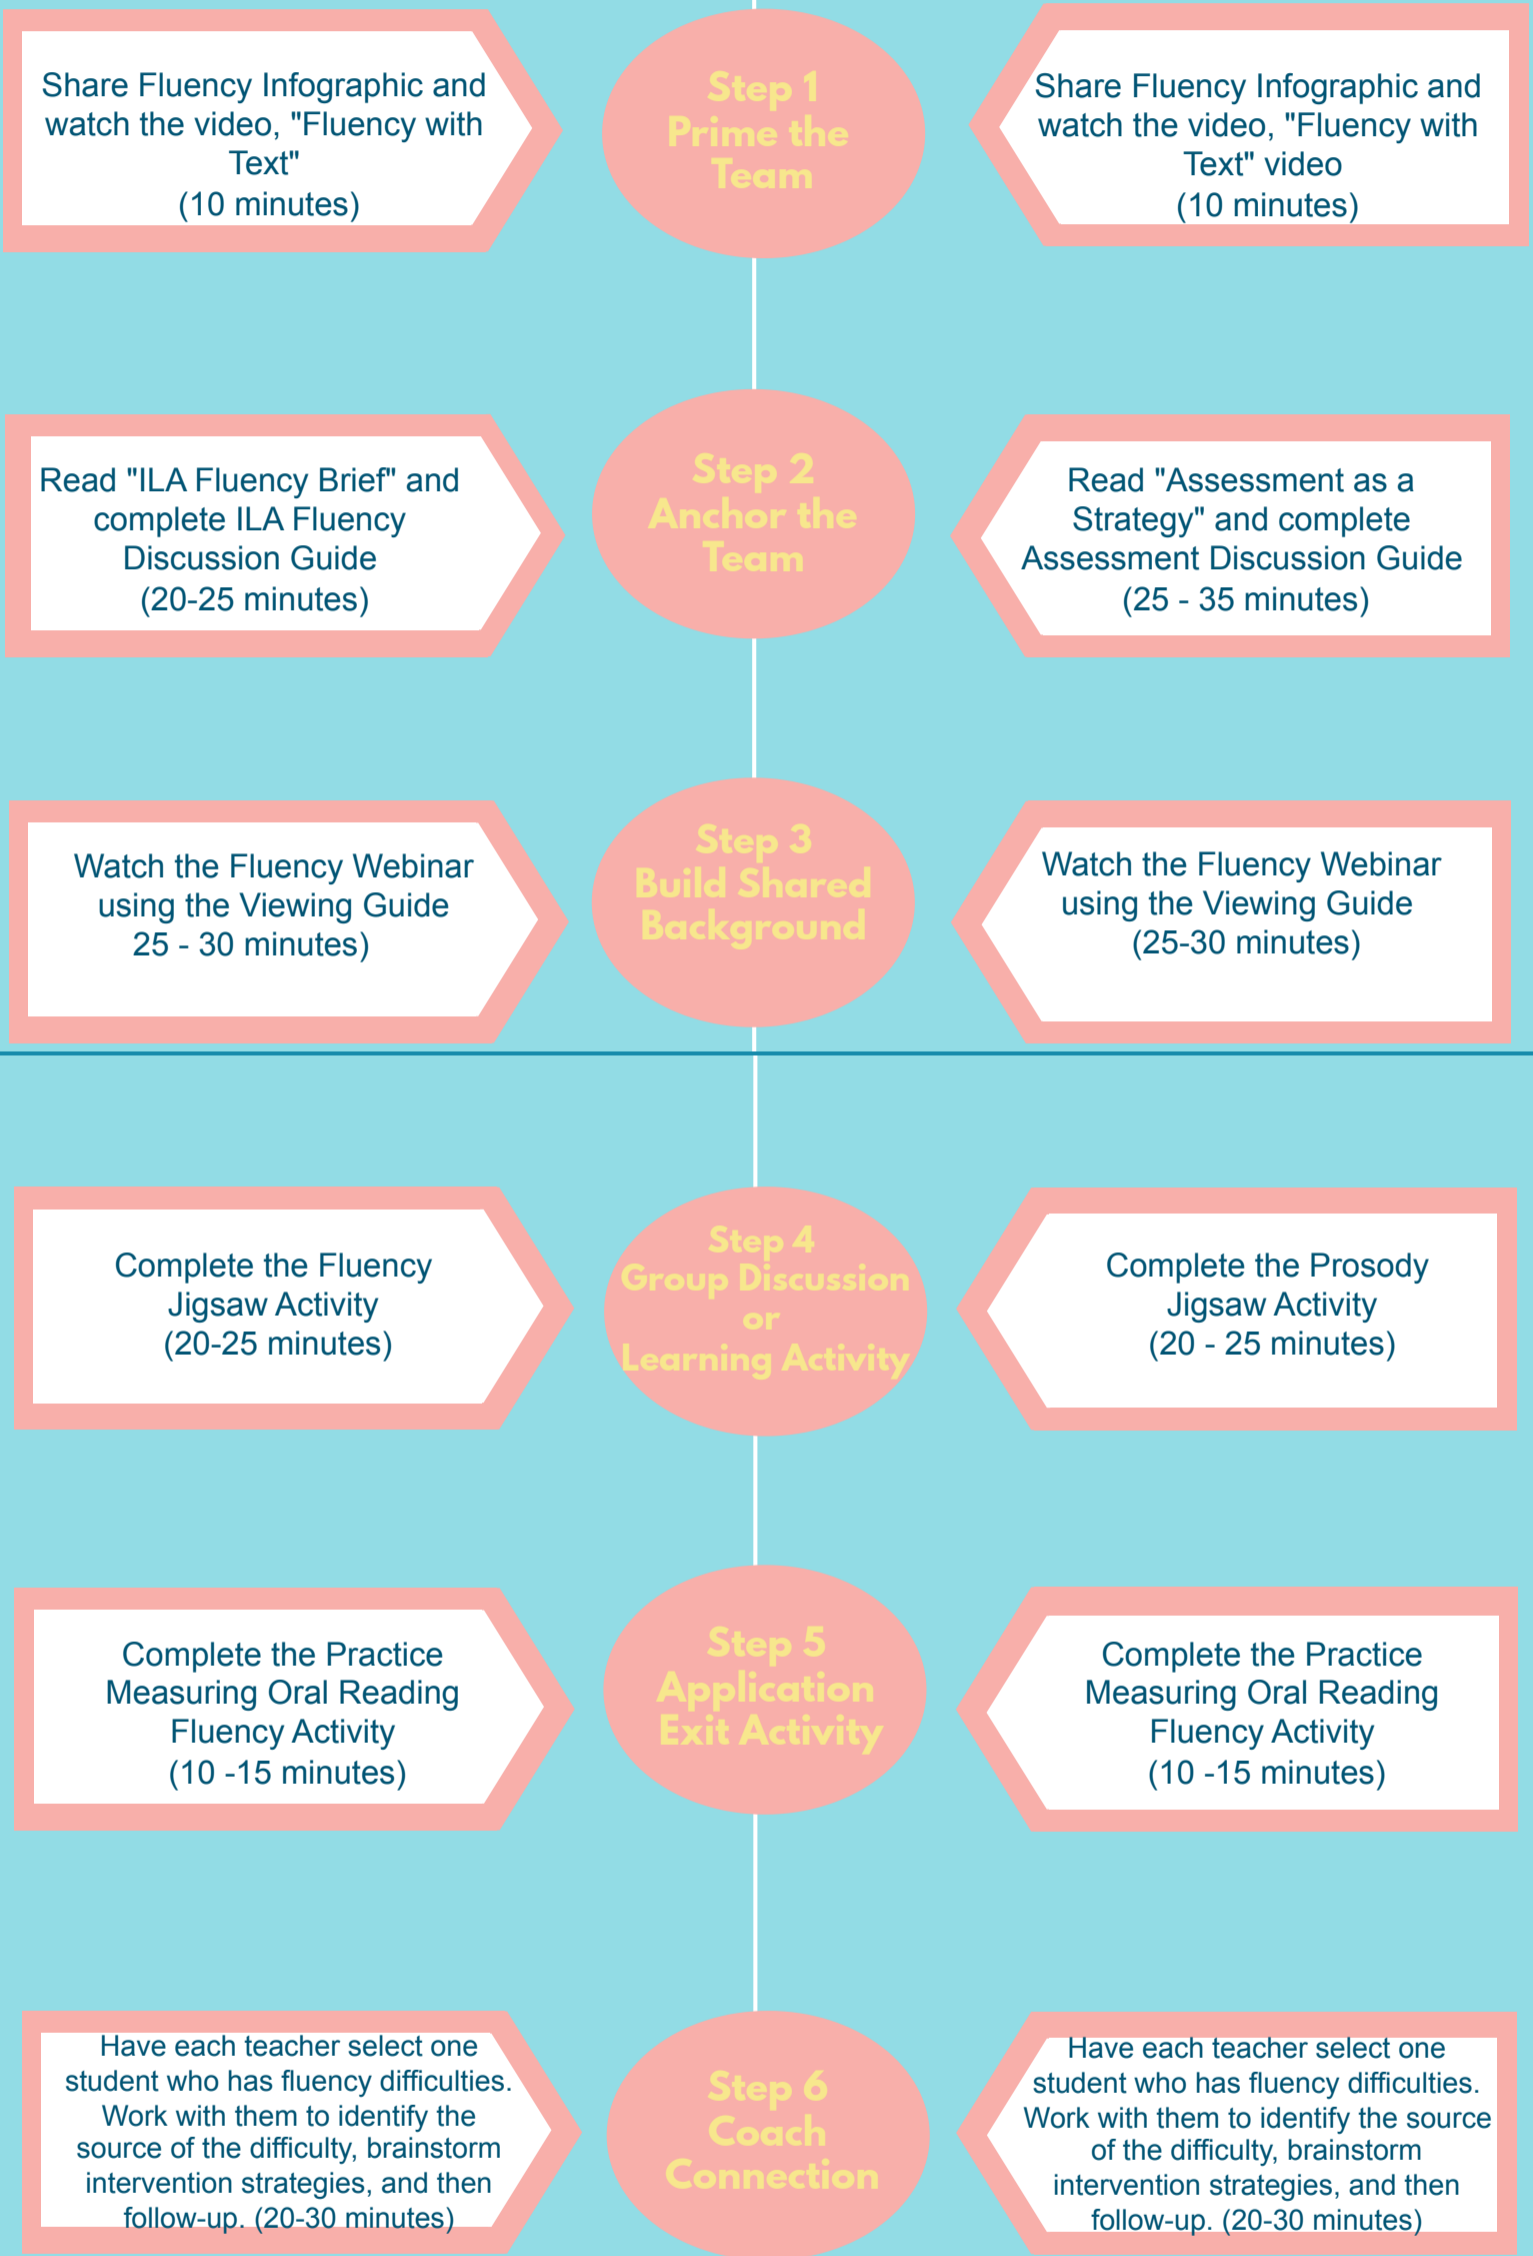 Share Fluency Infographic and
watch the video, "Fluency with
Text"
(10 minutes)
Step 1
Prime the
Team
Share Fluency Infographic and
watch the video, "Fluency with
Text" video
(10 minutes)
Read "ILA Fluency Brief" and
complete ILA Fluency
Discussion Guide
(20-25 minutes)
Step 2
Anchor the
Team
Read "Assessment as a
Strategy" and complete
Assessment Discussion Guide
(25 - 35 minutes)
Watch the Fluency Webinar
using the Viewing Guide
25 - 30 minutes)
Step 3
Build Shared
Background
Watch the Fluency Webinar
using the Viewing Guide
(25-30 minutes)
Complete the Fluency
Jigsaw Activity
(20-25 minutes)
Step 4
Group Discussion
or
Learning Activity
Complete the Prosody
Jigsaw Activity
(20 - 25 minutes)
Complete the Practice
Measuring Oral Reading
Fluency Activity
(10 -15 minutes)
Step 5
Application
Exit Activity
Complete the Practice
Measuring Oral Reading
Fluency Activity
(10 -15 minutes)
Have each teacher select one
student who has fluency difficulties.
Work with them to identify the
source of the difficulty, brainstorm
intervention strategies, and then
follow-up. (20-30 minutes)
Step 6
Coach
Connection
Have each teacher select one
student who has fluency difficulties.
Work with them to identify the source
of the difficulty, brainstorm
intervention strategies, and then
follow-up. (20-30 minutes)